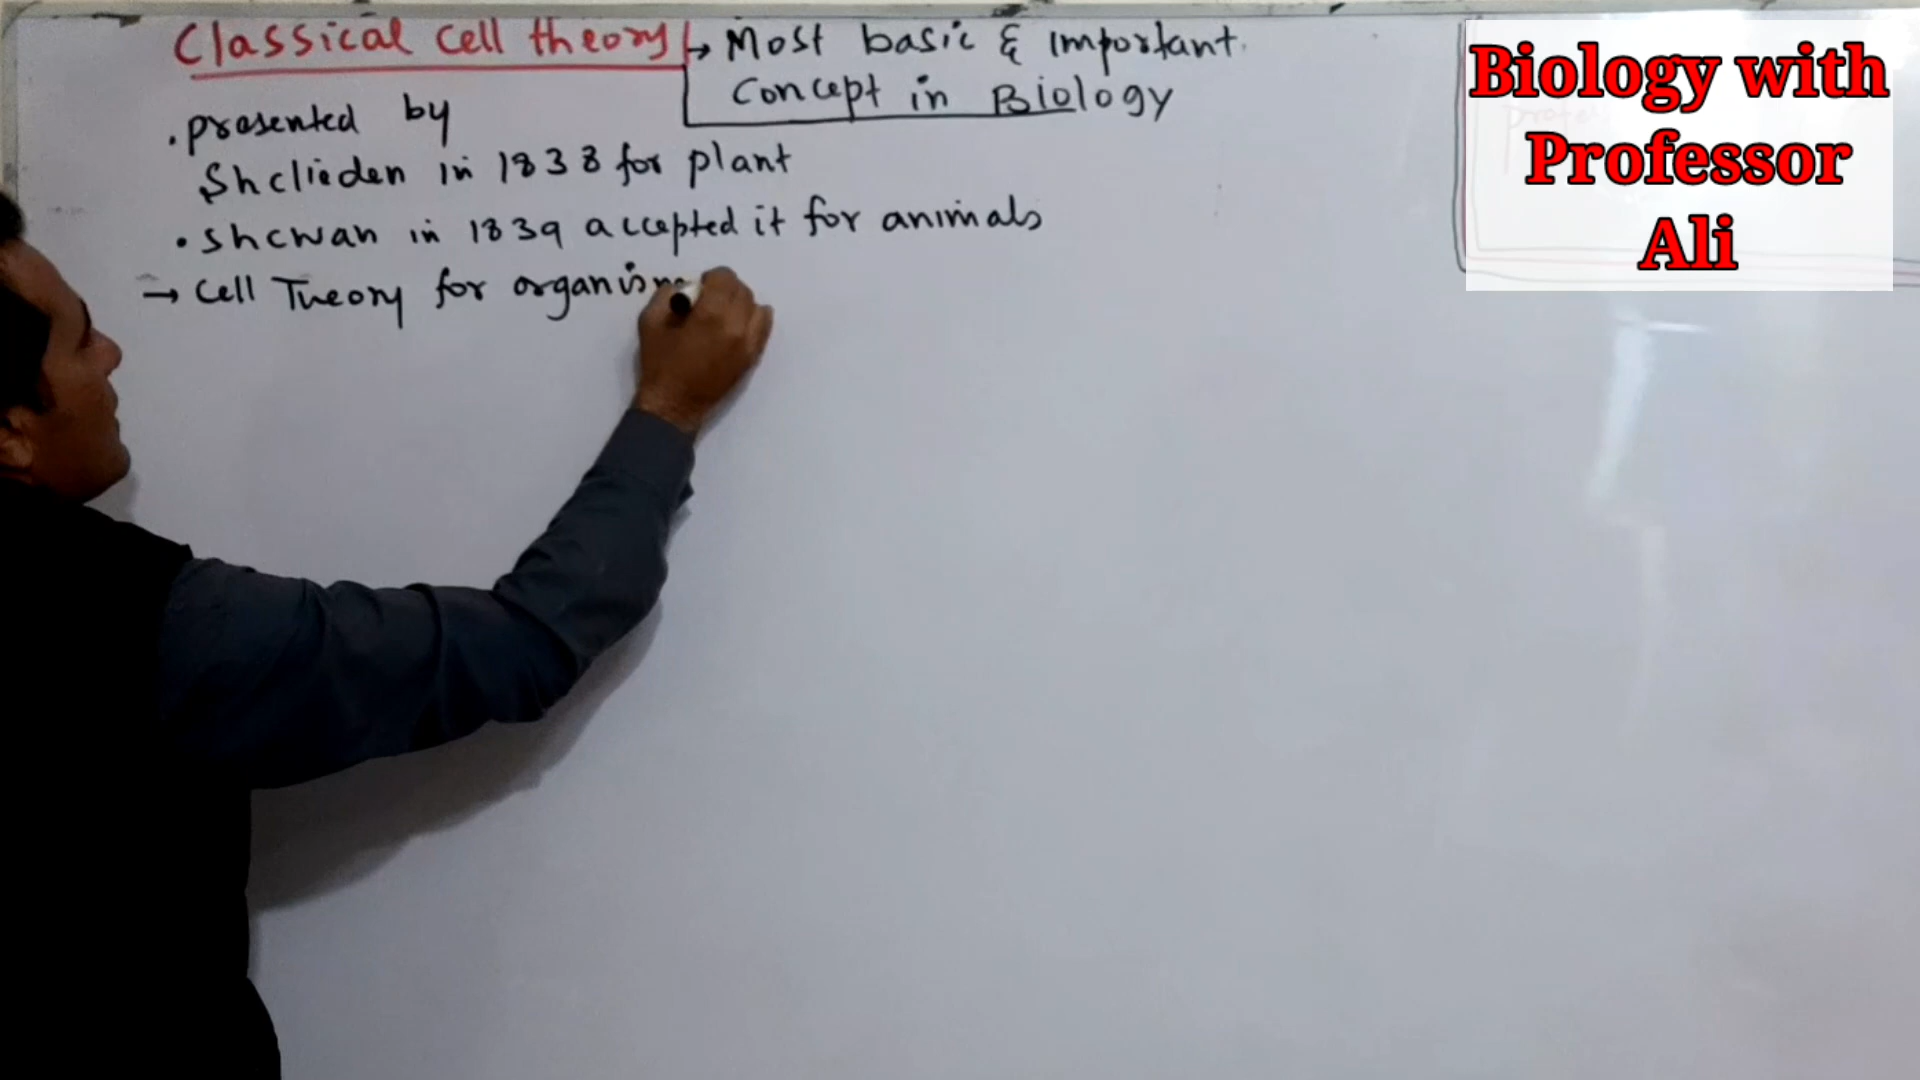 Classical cell theory → Most basic & important
Concept in Biology
• presented by
Shclieden in 1838 for plant
• shcwan in 1839 accepted it for animals
→ Cell Theory for organism
Biology with
Professor
Ali